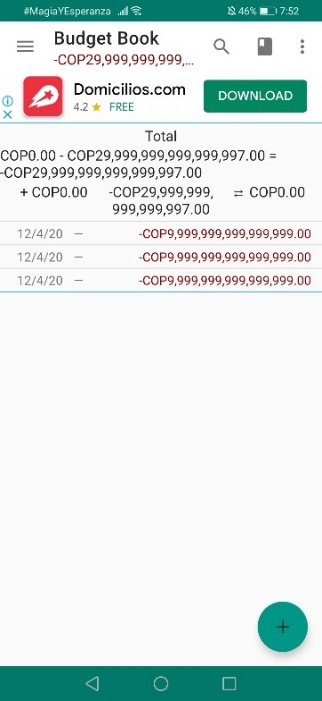 #MagiaYEsperanza 46% 7:52
Budget Book
-COP29,999,999,999,...
Domicilios.com
4.2 ★ FREE
DOWNLOAD
Total
COP0.00 - COP29,999,999,999,999,997.00 =
-COP29,999,999,999,999,997.00
+ COP0.00 -COP29,999,999, ⇄ COP0.00
999,999,997.00
12/4/20 — -COP9,999,999,999,999,999.00
12/4/20 — -COP9,999,999,999,999,999.00
12/4/20 — -COP9,999,999,999,999,999.00